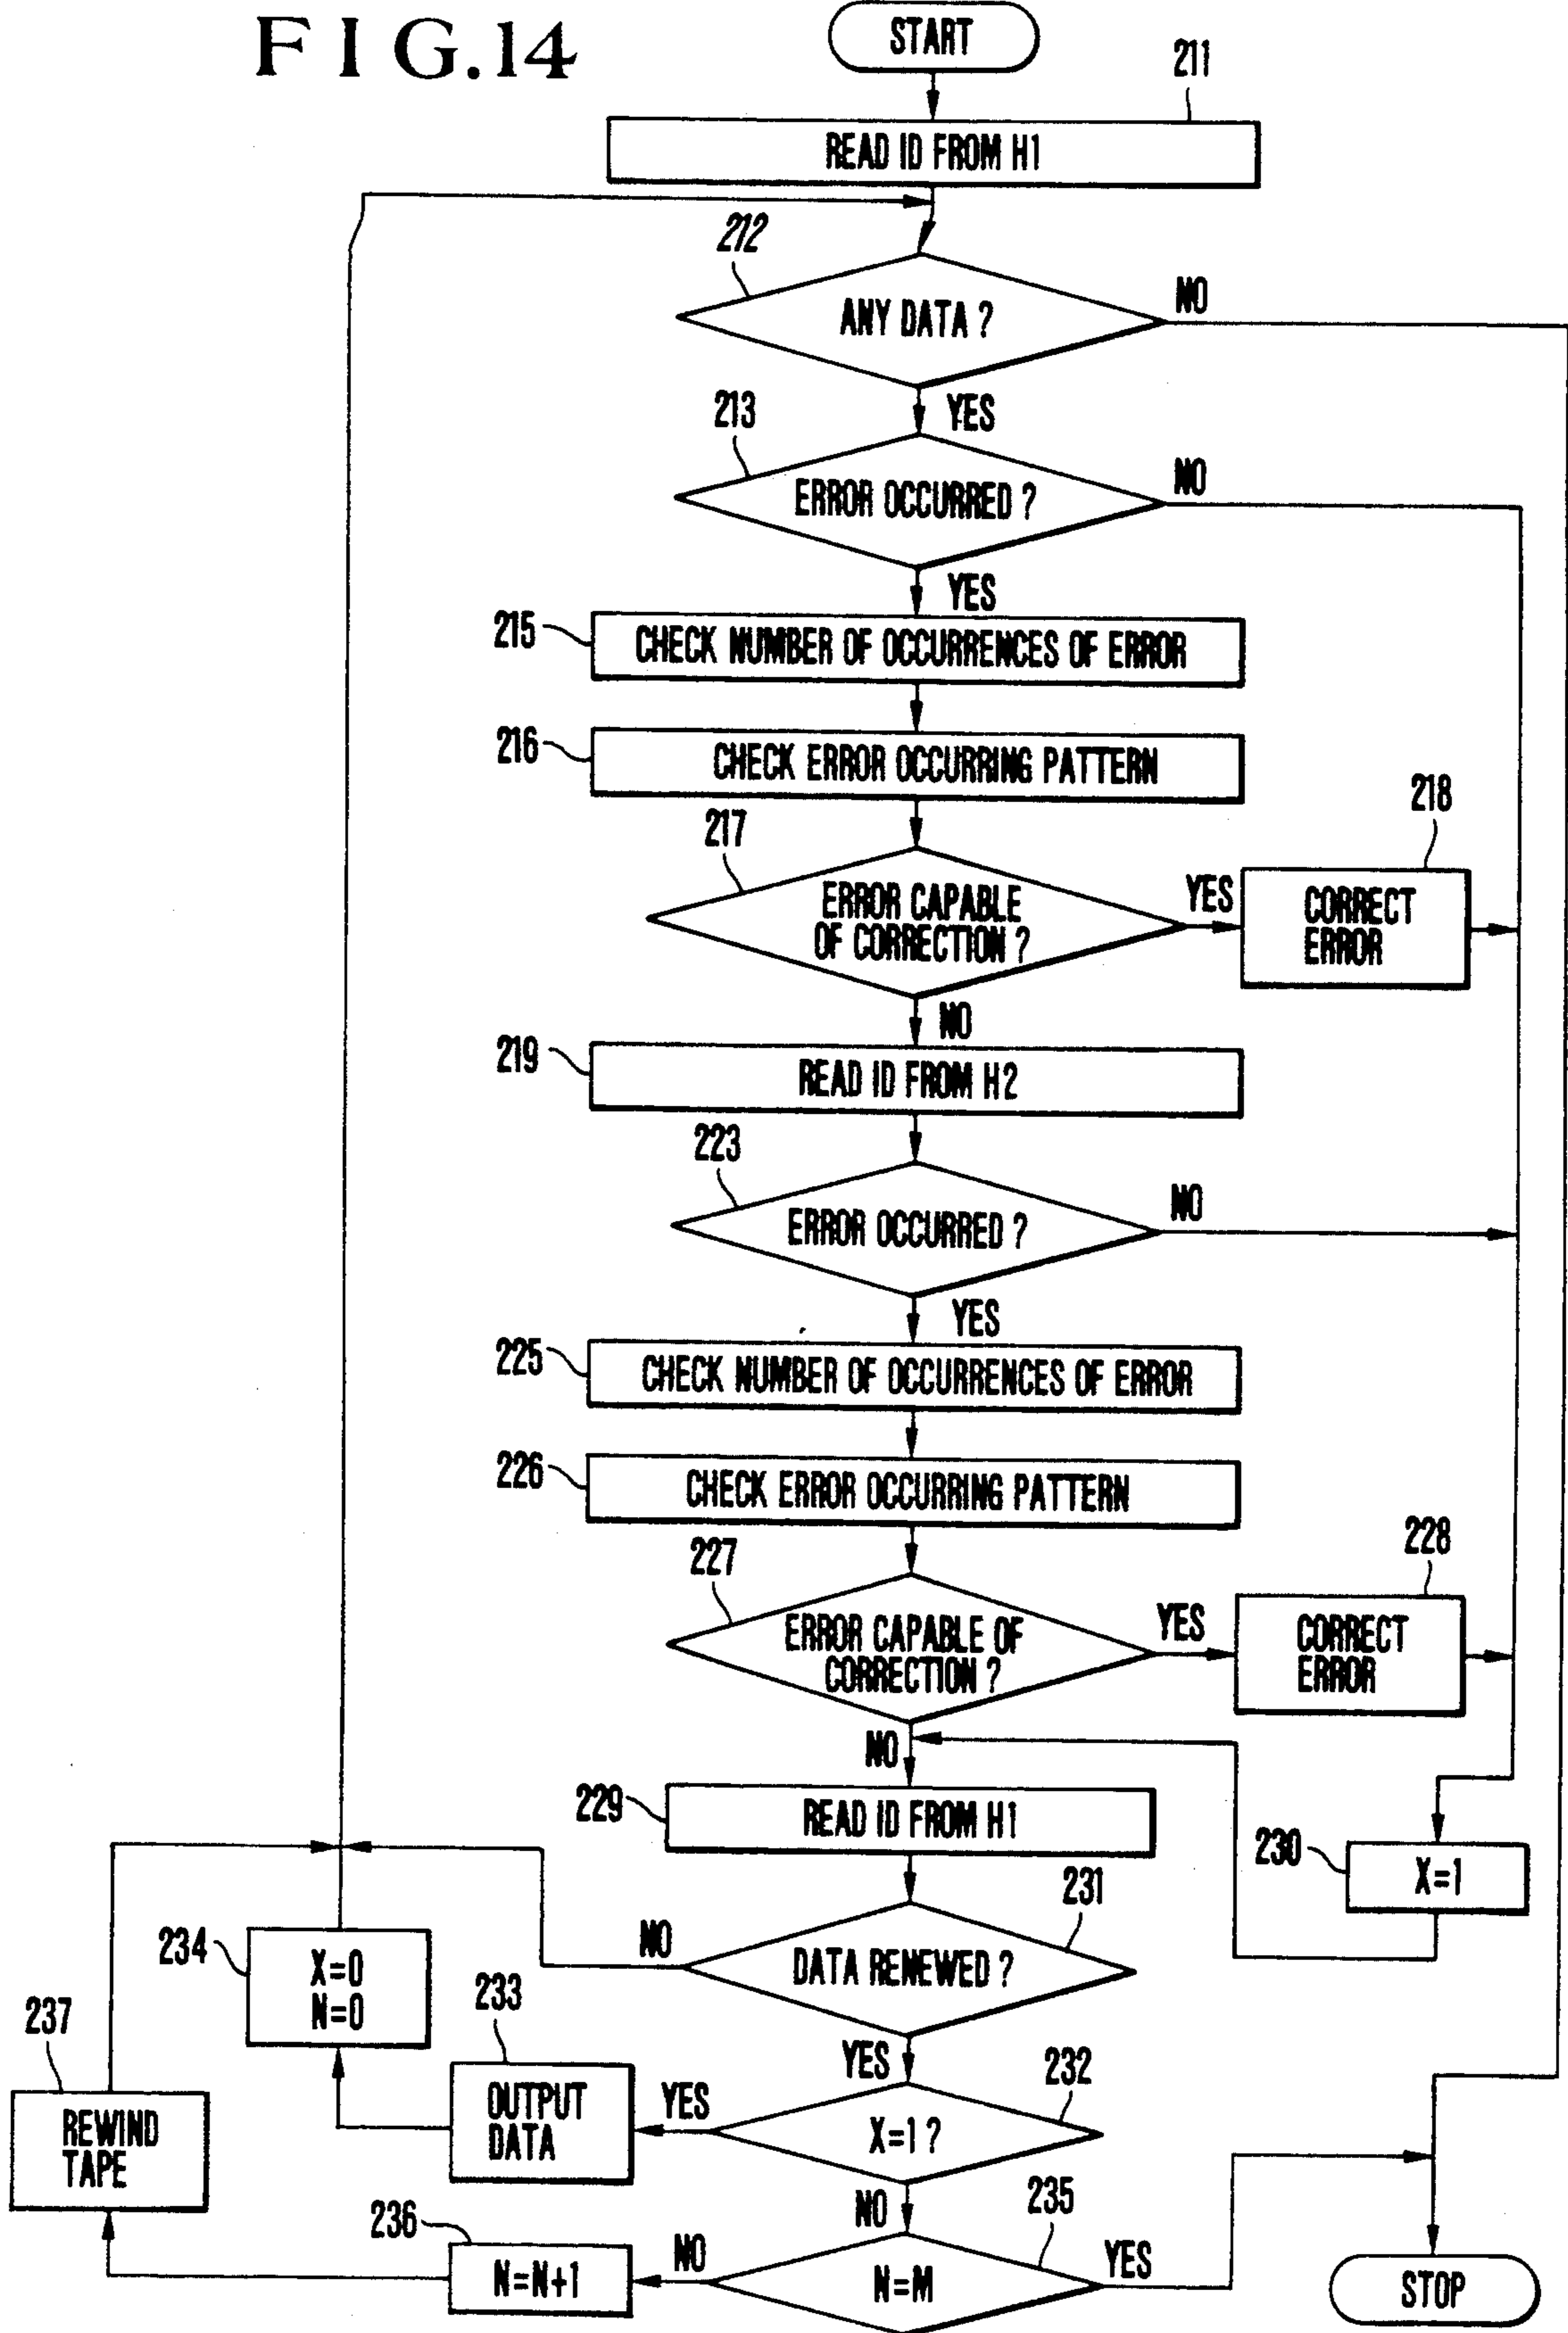 FIG.14
START
211
READ ID FROM H1
212
ANY DATA ?
NO
YES
213
ERROR OCCURRED ?
NO
YES
215
CHECK NUMBER OF OCCURRENCES OF ERROR
216
CHECK ERROR OCCURRING PATTERN
217
ERROR CAPABLE
OF CORRECTION ?
YES
218
CORRECT
ERROR
NO
219
READ ID FROM H2
223
ERROR OCCURRED ?
NO
YES
225
CHECK NUMBER OF OCCURRENCES OF ERROR
226
CHECK ERROR OCCURRING PATTERN
227
ERROR CAPABLE OF
CORRECTION ?
YES
228
CORRECT
ERROR
NO
229
READ ID FROM H1
230
X=1
231
DATA RENEWED ?
NO
YES
234
X=0
N=0
233
OUTPUT
DATA
YES
232
X=1 ?
NO
237
REWIND
TAPE
236
N=N+1
NO
235
N=M
YES
STOP